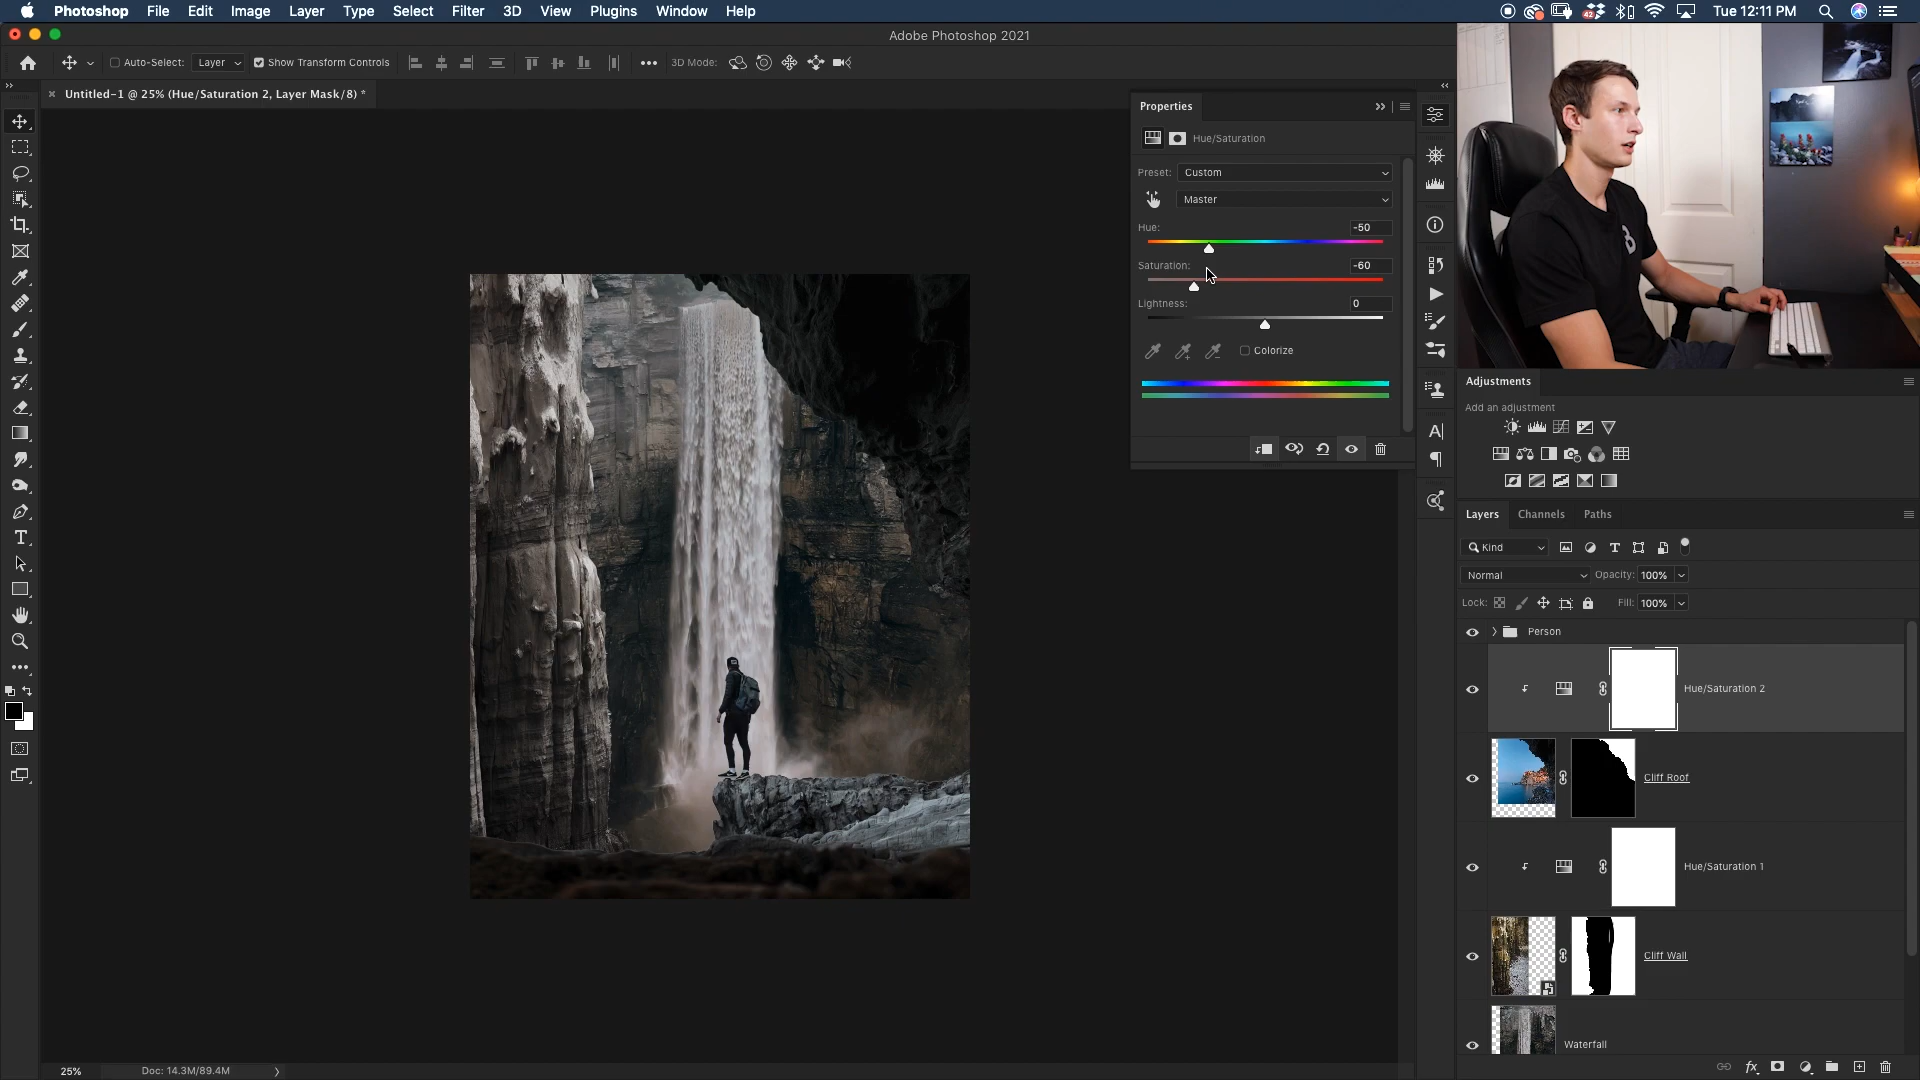 Photoshop File Edit Image Layer Type Select Filter 3D View Plugins Window Help
42
Tue 12:11 PM
Adobe Photoshop 2021
Auto-Select: Layer Show Transform Controls 3D Mode:
Untitled-1 @ 25% (Hue/Saturation 2, Layer Mask/8) *
Properties
Hue/Saturation
Preset: Custom
Master
Hue: -50
Saturation: -60
Lightness: 0
Colorize
Adjustments
Add an adjustment
Layers Channels Paths
Kind
Normal Opacity: 100%
Lock: Fill: 100%
Person
Hue/Saturation 2
Cliff Roof
Hue/Saturation 1
Cliff Wall
Waterfall
25% Doc: 14.3M/89.4M